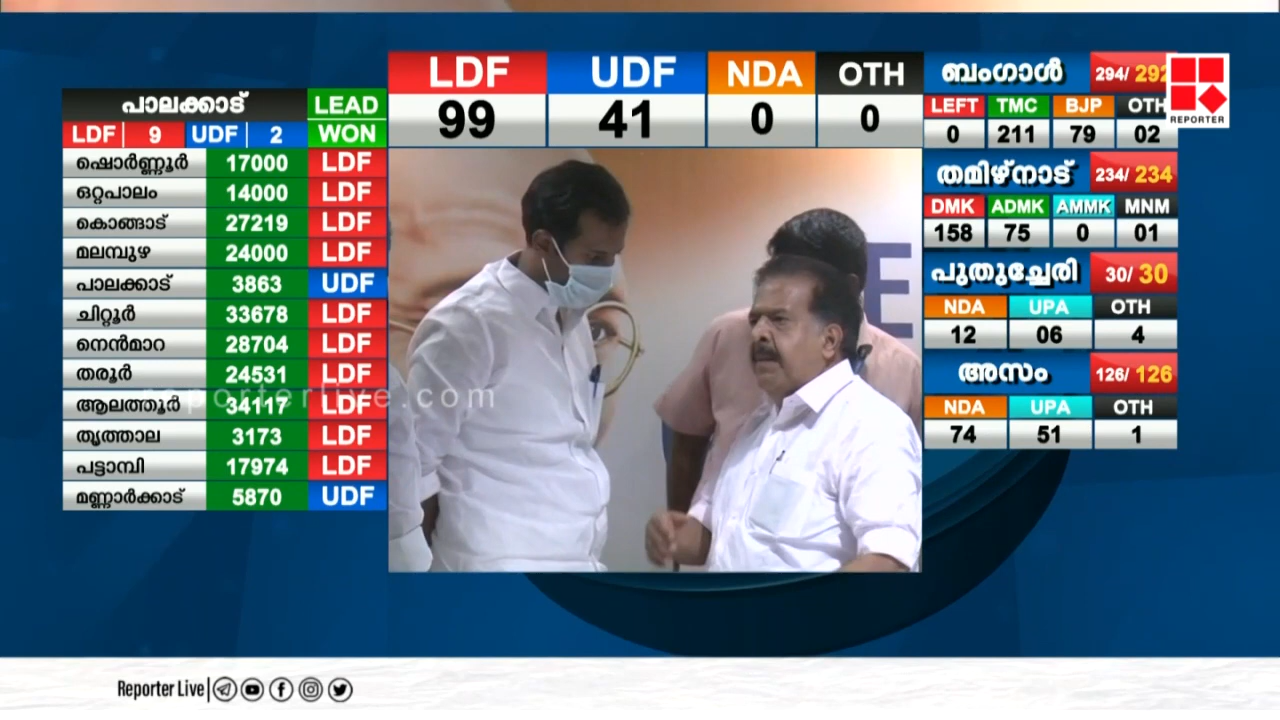 പാലക്കാട് LEAD
LDF 9 UDF 2 WON
ഷൊർണ്ണൂർ 17000 LDF
ഒറ്റപാലം 14000 LDF
കൊങ്ങാട് 27219 LDF
മലമ്പുഴ 24000 LDF
പാലക്കാട് 3863 UDF
ചിറ്റൂർ 33678 LDF
നെൻമാറ 28704 LDF
തരൂർ 24531 LDF
ആലത്തൂർ 34117 LDF
തൃത്താല 3173 LDF
പട്ടാമ്പി 17974 LDF
മണ്ണാർക്കാട് 5870 UDF
LDF UDF NDA OTH
99 41 0 0
E
reporterlive.com
ബംഗാൾ 294/ 292
LEFT TMC BJP OTH
0 211 79 02
REPORTER
തമിഴ്നാട് 234/ 234
DMK ADMK AMMK MNM
158 75 0 01
പുതുച്ചേരി 30/ 30
NDA UPA OTH
12 06 4
അസം 126/ 126
NDA UPA OTH
74 51 1
Reporter Live